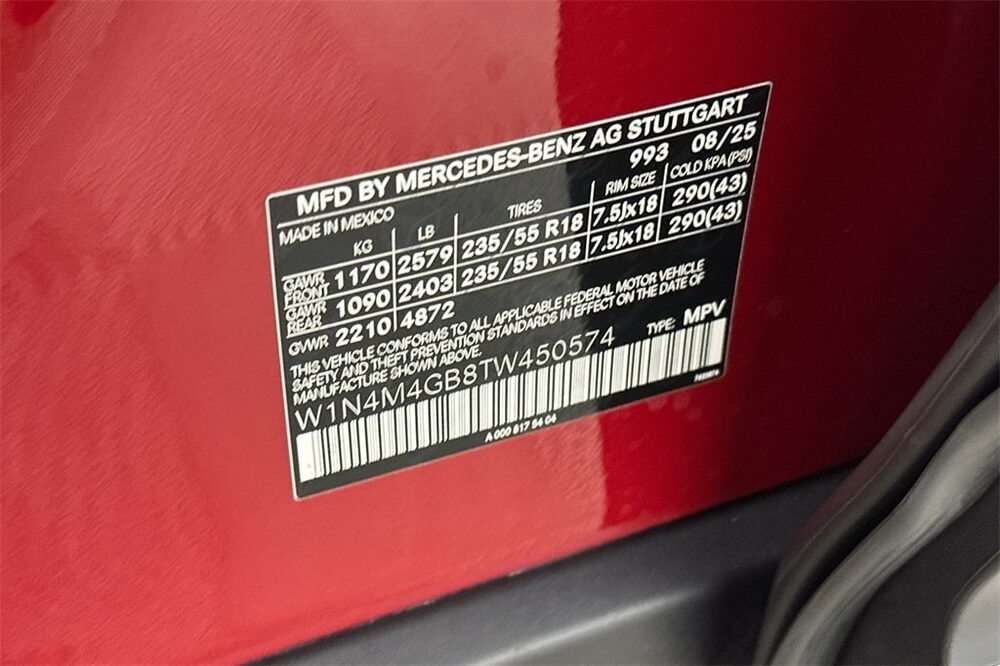 MFD BY MERCEDES-BENZ AG STUTTGART
MADE IN MEXICO 993 08/25
KG LB TIRES RIM SIZE COLD KPA (PSI)
GAWR FRONT 1170 2579 235/55 R18 7.5Jx18 290(43)
GAWR REAR 1090 2403 235/55 R18 7.5Jx18 290(43)
GVWR 2210 4872
THIS VEHICLE CONFORMS TO ALL APPLICABLE FEDERAL MOTOR VEHICLE
SAFETY AND THEFT PREVENTION STANDARDS IN EFFECT ON THE DATE OF
MANUFACTURE SHOWN ABOVE.
TYPE: MPV
W1N4M4GB8TW450574
A 000 817 54 04